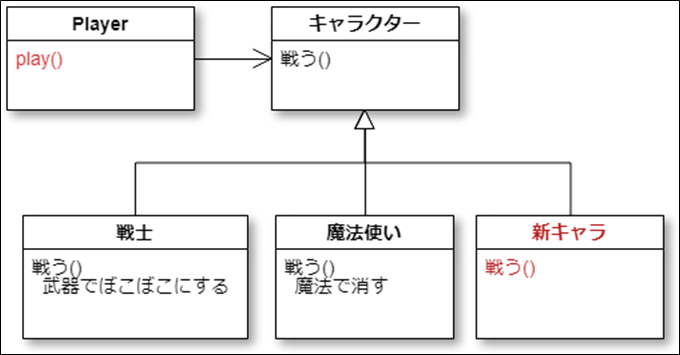 Player
play()
キャラクター
戦う()
戦士
戦う()
武器でぼこぼこにする
魔法使い
戦う()
魔法で消す
新キャラ
戦う()